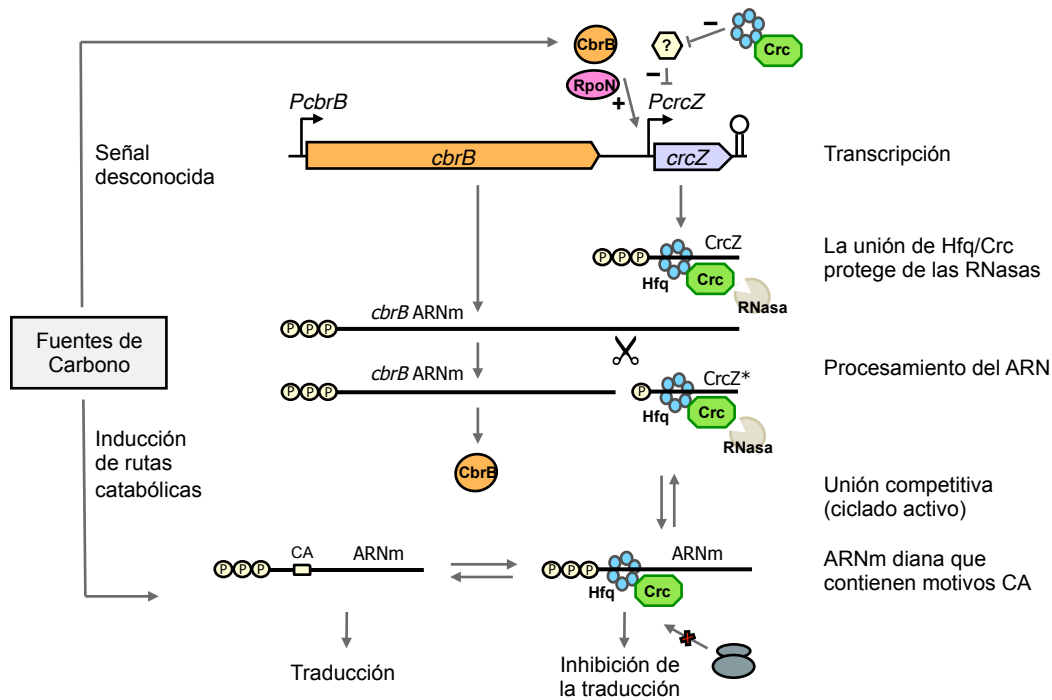 CbrB
?
–
Crc
–
RpoN
+
PcbrB
PcrcZ
cbrB
crcZ
Señal
desconocida
Transcripción
CrcZ
P P P
Hfq
Crc
RNasa
La unión de Hfq/Crc
protege de las RNasas
cbrB ARNm
P P P
Fuentes de
Carbono
cbrB ARNm
P P P
CrcZ*
P
Hfq
Crc
RNasa
Procesamiento del ARN
Inducción
de rutas
catabólicas
CbrB
Unión competitiva
(ciclado activo)
CA
ARNm
P P P
ARNm
P P P
Hfq
Crc
ARNm diana que
contienen motivos CA
Traducción
Inhibición de
la traducción